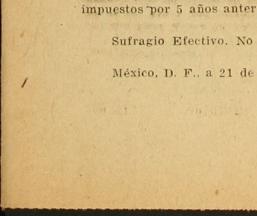 impuestos por 5 años anter
Sufragio Efectivo. No
México, D. F., a 21 de